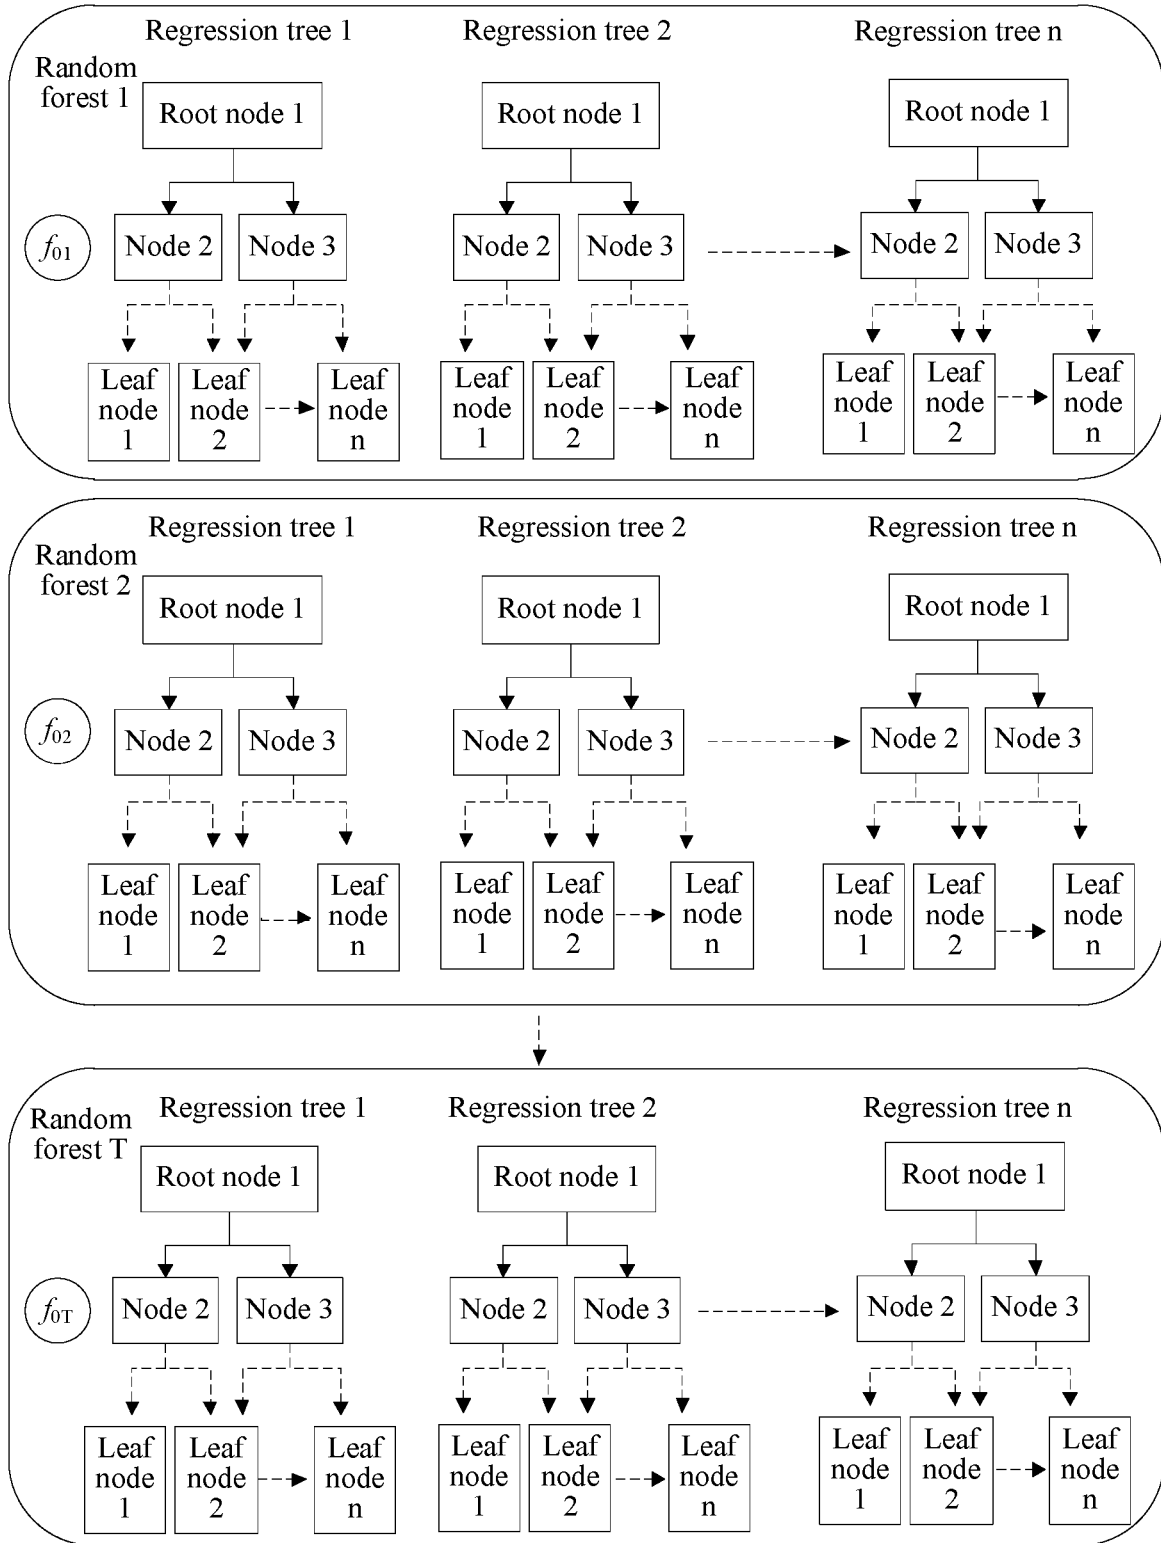 Regression tree 1
Regression tree 2
Regression tree n
Random
forest 1
Root node 1
Root node 1
Root node 1
f01
Node 2
Node 3
Node 2
Node 3
Node 2
Node 3
Leaf
node
1
Leaf
node
2
Leaf
node
n
Leaf
node
1
Leaf
node
2
Leaf
node
n
Leaf
node
1
Leaf
node
2
Leaf
node
n
Regression tree 1
Regression tree 2
Regression tree n
Random
forest 2
Root node 1
Root node 1
Root node 1
f02
Node 2
Node 3
Node 2
Node 3
Node 2
Node 3
Leaf
node
1
Leaf
node
2
Leaf
node
n
Leaf
node
1
Leaf
node
2
Leaf
node
n
Leaf
node
1
Leaf
node
2
Leaf
node
n
Regression tree 1
Regression tree 2
Regression tree n
Random
forest T
Root node 1
Root node 1
Root node 1
f0T
Node 2
Node 3
Node 2
Node 3
Node 2
Node 3
Leaf
node
1
Leaf
node
2
Leaf
node
n
Leaf
node
1
Leaf
node
2
Leaf
node
n
Leaf
node
1
Leaf
node
2
Leaf
node
n